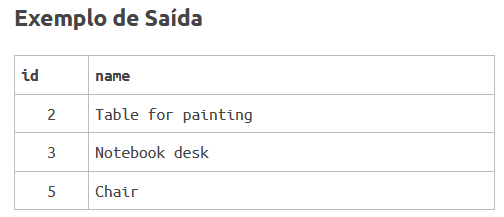 Exemplo de Saída
id name
2 Table for painting
3 Notebook desk
5 Chair